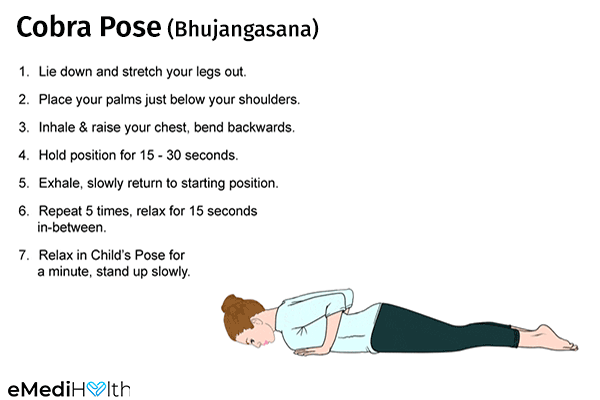 Cobra Pose (Bhujangasana)
1. Lie down and stretch your legs out.
2. Place your palms just below your shoulders.
3. Inhale & raise your chest, bend backwards.
4. Hold position for 15 - 30 seconds.
5. Exhale, slowly return to starting position.
6. Repeat 5 times, relax for 15 seconds
in-between.
7. Relax in Child's Pose for
a minute, stand up slowly.
eMediHealth